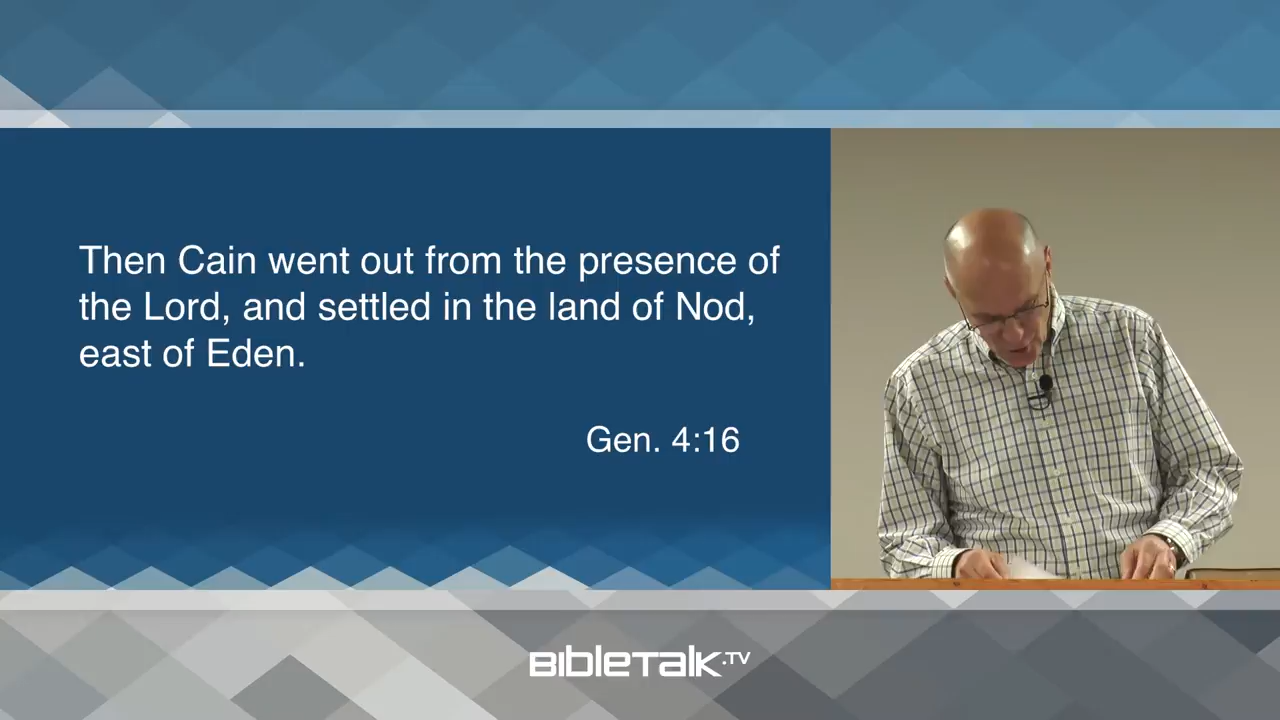 Then Cain went out from the presence of
the Lord, and settled in the land of Nod,
east of Eden.
Gen. 4:16
BibleTalk.TV